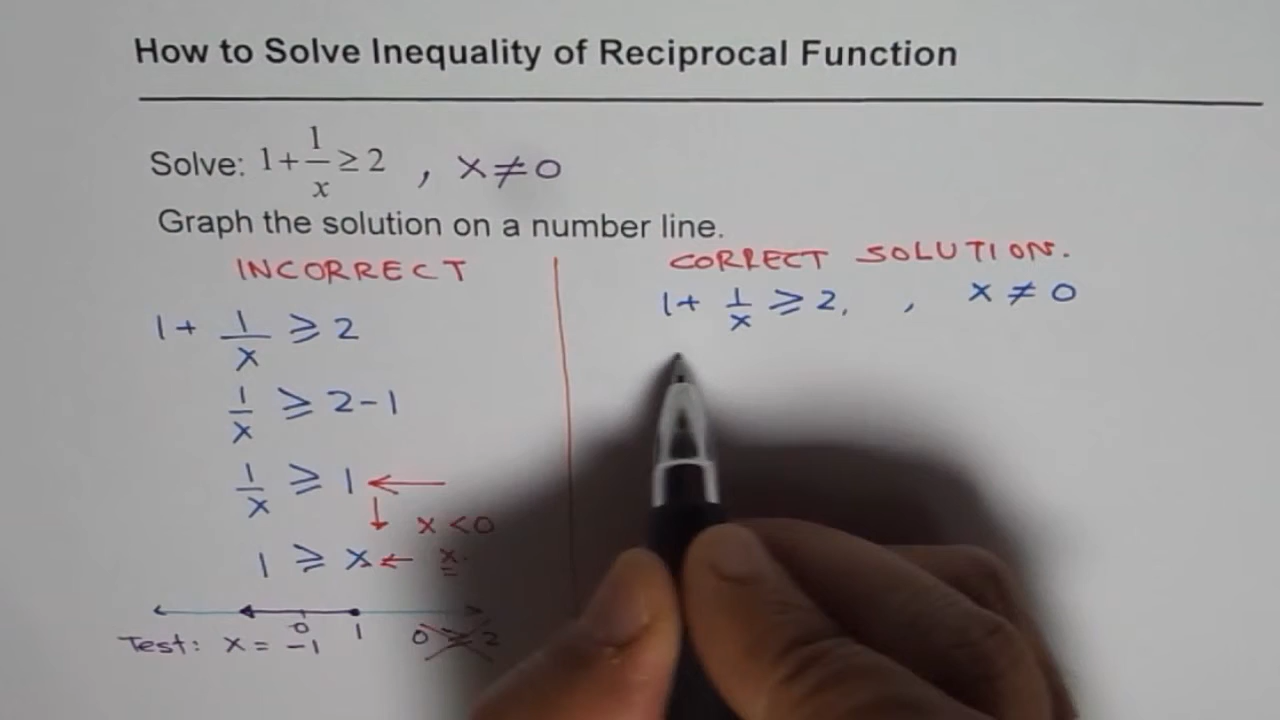 How to Solve Inequality of Reciprocal Function
Solve: 1 + 1/x ≥ 2 , x ≠ 0
Graph the solution on a number line.
INCORRECT
1 + 1/x ≥ 2
1/x ≥ 2 - 1
1/x ≥ 1
x < 0
1 ≥ x x
0 1
Test: x = -1 0 ≥ 2
CORRECT SOLUTION.
1 + 1/x ≥ 2, , x ≠ 0